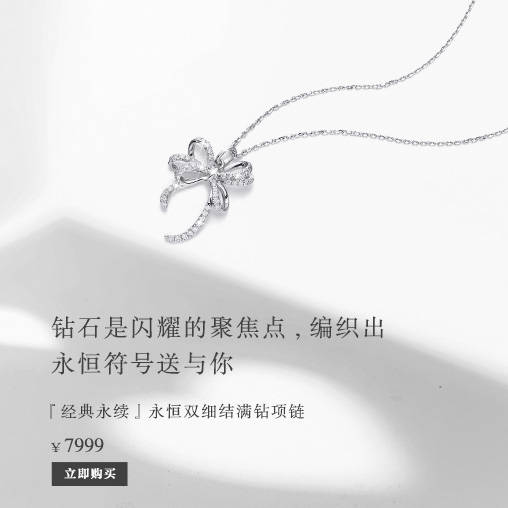 钻石是闪耀的聚焦点，编织出
永恒符号送与你
『经典永续』永恒双细结满钻项链
¥ 7999
立即购买